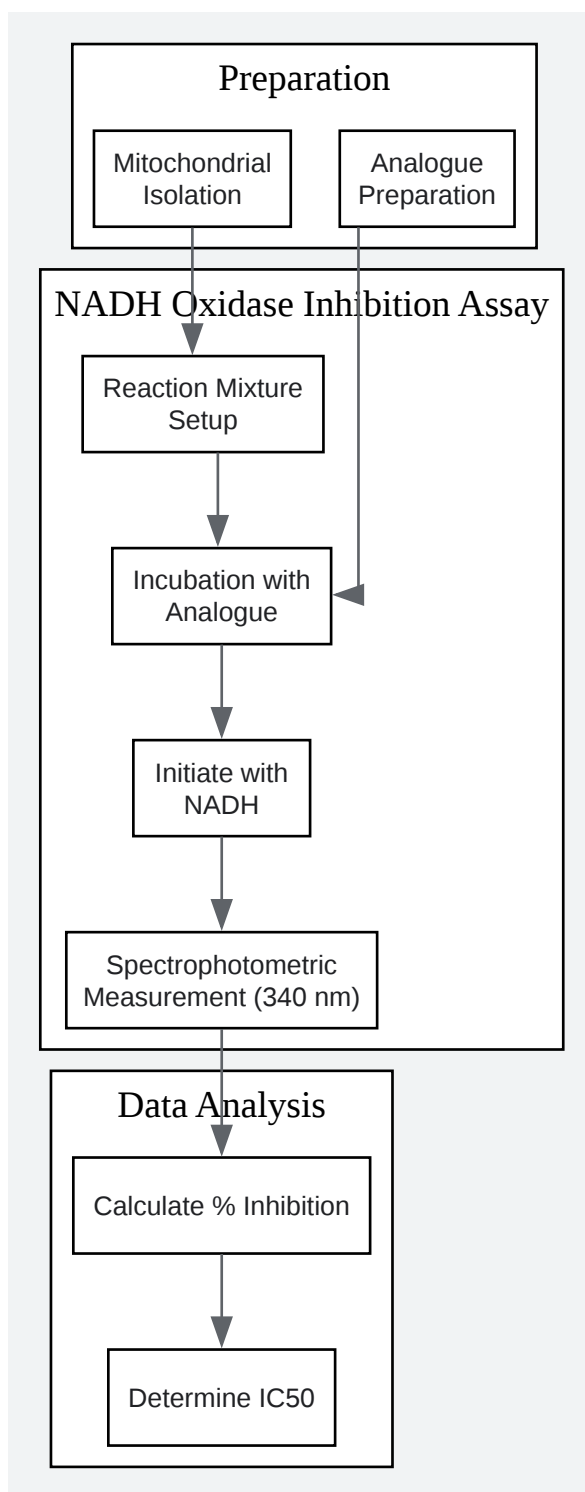 Preparation
Mitochondrial
Isolation
Analogue
Preparation
NADH Oxidase Inhibition Assay
Reaction Mixture
Setup
Incubation with
Analogue
Initiate with
NADH
Spectrophotometric
Measurement (340 nm)
Data Analysis
Calculate % Inhibition
Determine IC50